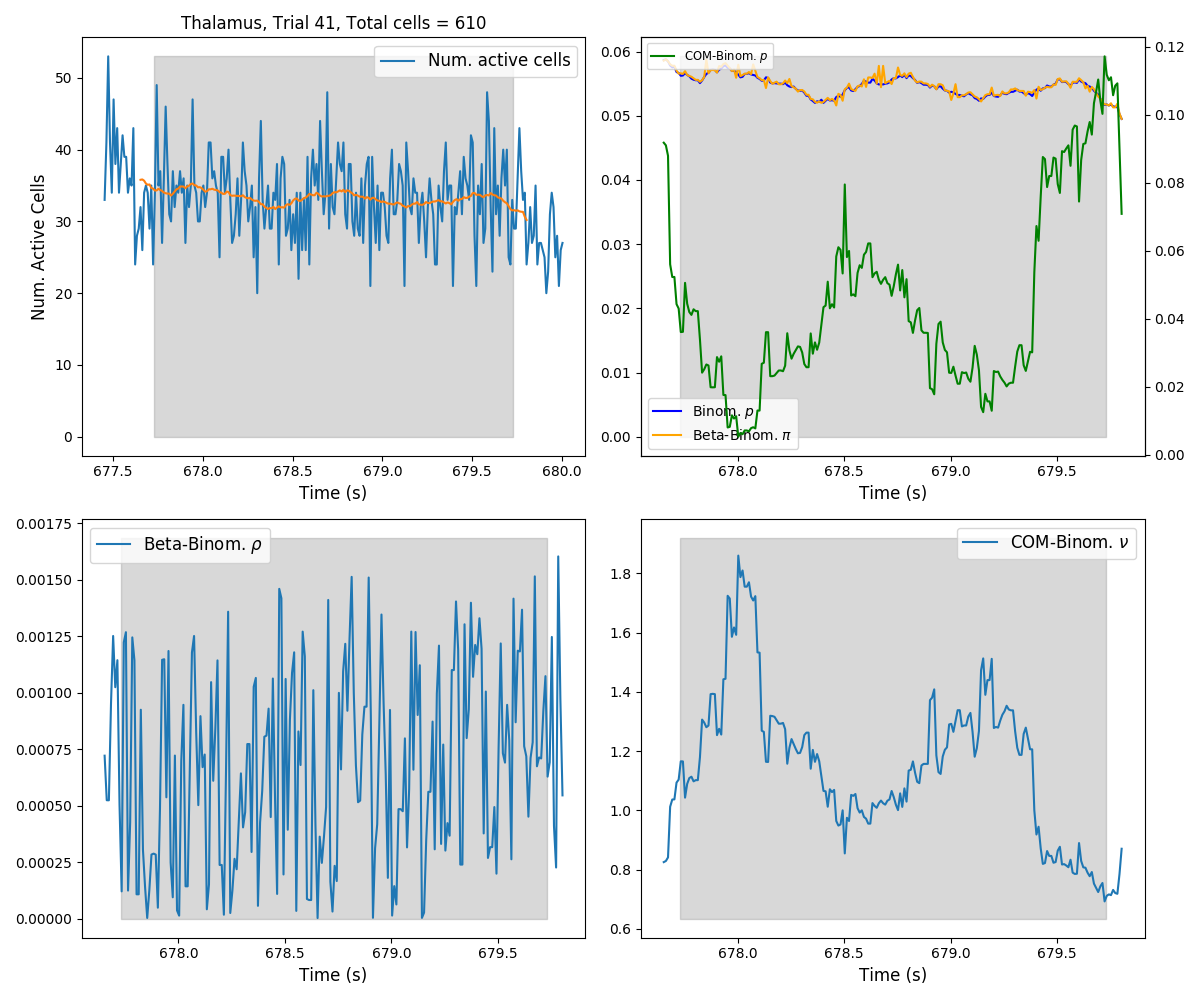 Thalamus, Trial 41, Total cells = 610
Num. active cells
Num. Active Cells
50
40
30
20
10
0
677.5 678.0 678.5 679.0 679.5 680.0
Time (s)
COM-Binom. p
Binom. p
Beta-Binom. π
0.06
0.05
0.04
0.03
0.02
0.01
0.00
0.12
0.10
0.08
0.06
0.04
0.02
0.00
678.0 678.5 679.0 679.5
Time (s)
Beta-Binom. ρ
0.00175
0.00150
0.00125
0.00100
0.00075
0.00050
0.00025
0.00000
678.0 678.5 679.0 679.5
Time (s)
COM-Binom. ν
1.8
1.6
1.4
1.2
1.0
0.8
0.6
678.0 678.5 679.0 679.5
Time (s)